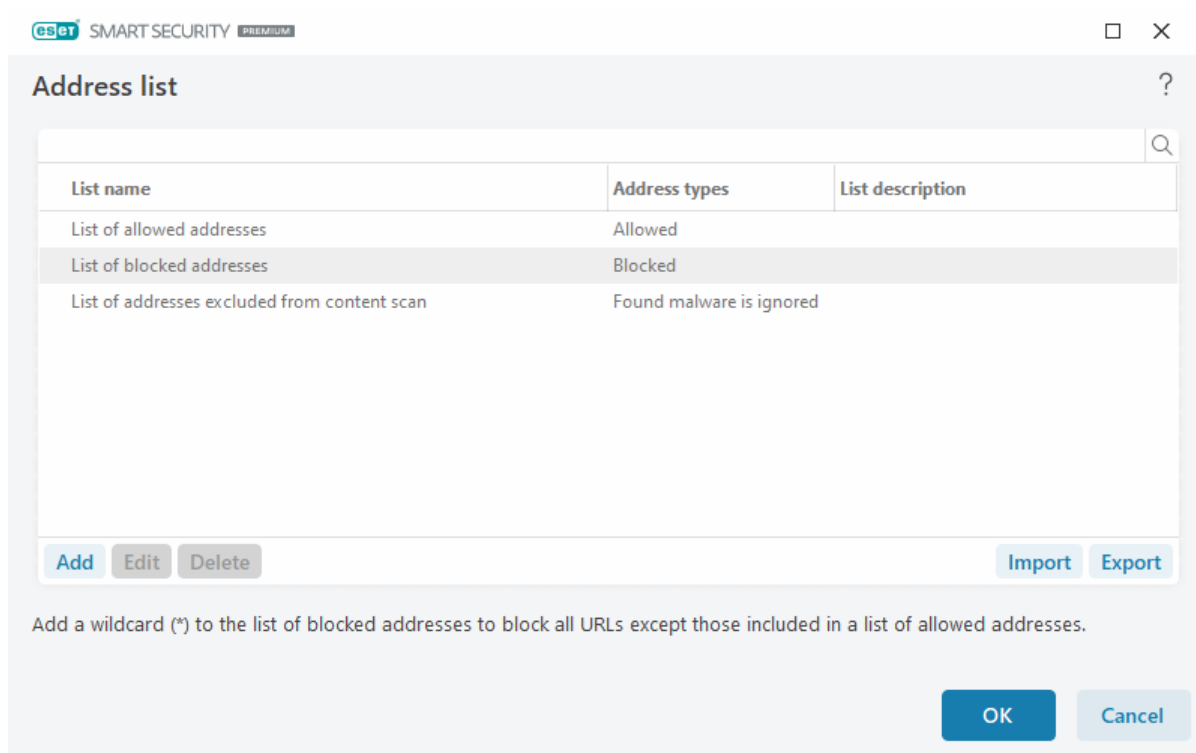 eset SMART SECURITY PREMIUM
Address list
?
List name Address types List description
List of allowed addresses Allowed
List of blocked addresses Blocked
List of addresses excluded from content scan Found malware is ignored
Add Edit Delete Import Export
Add a wildcard (*) to the list of blocked addresses to block all URLs except those included in a list of allowed addresses.
OK Cancel